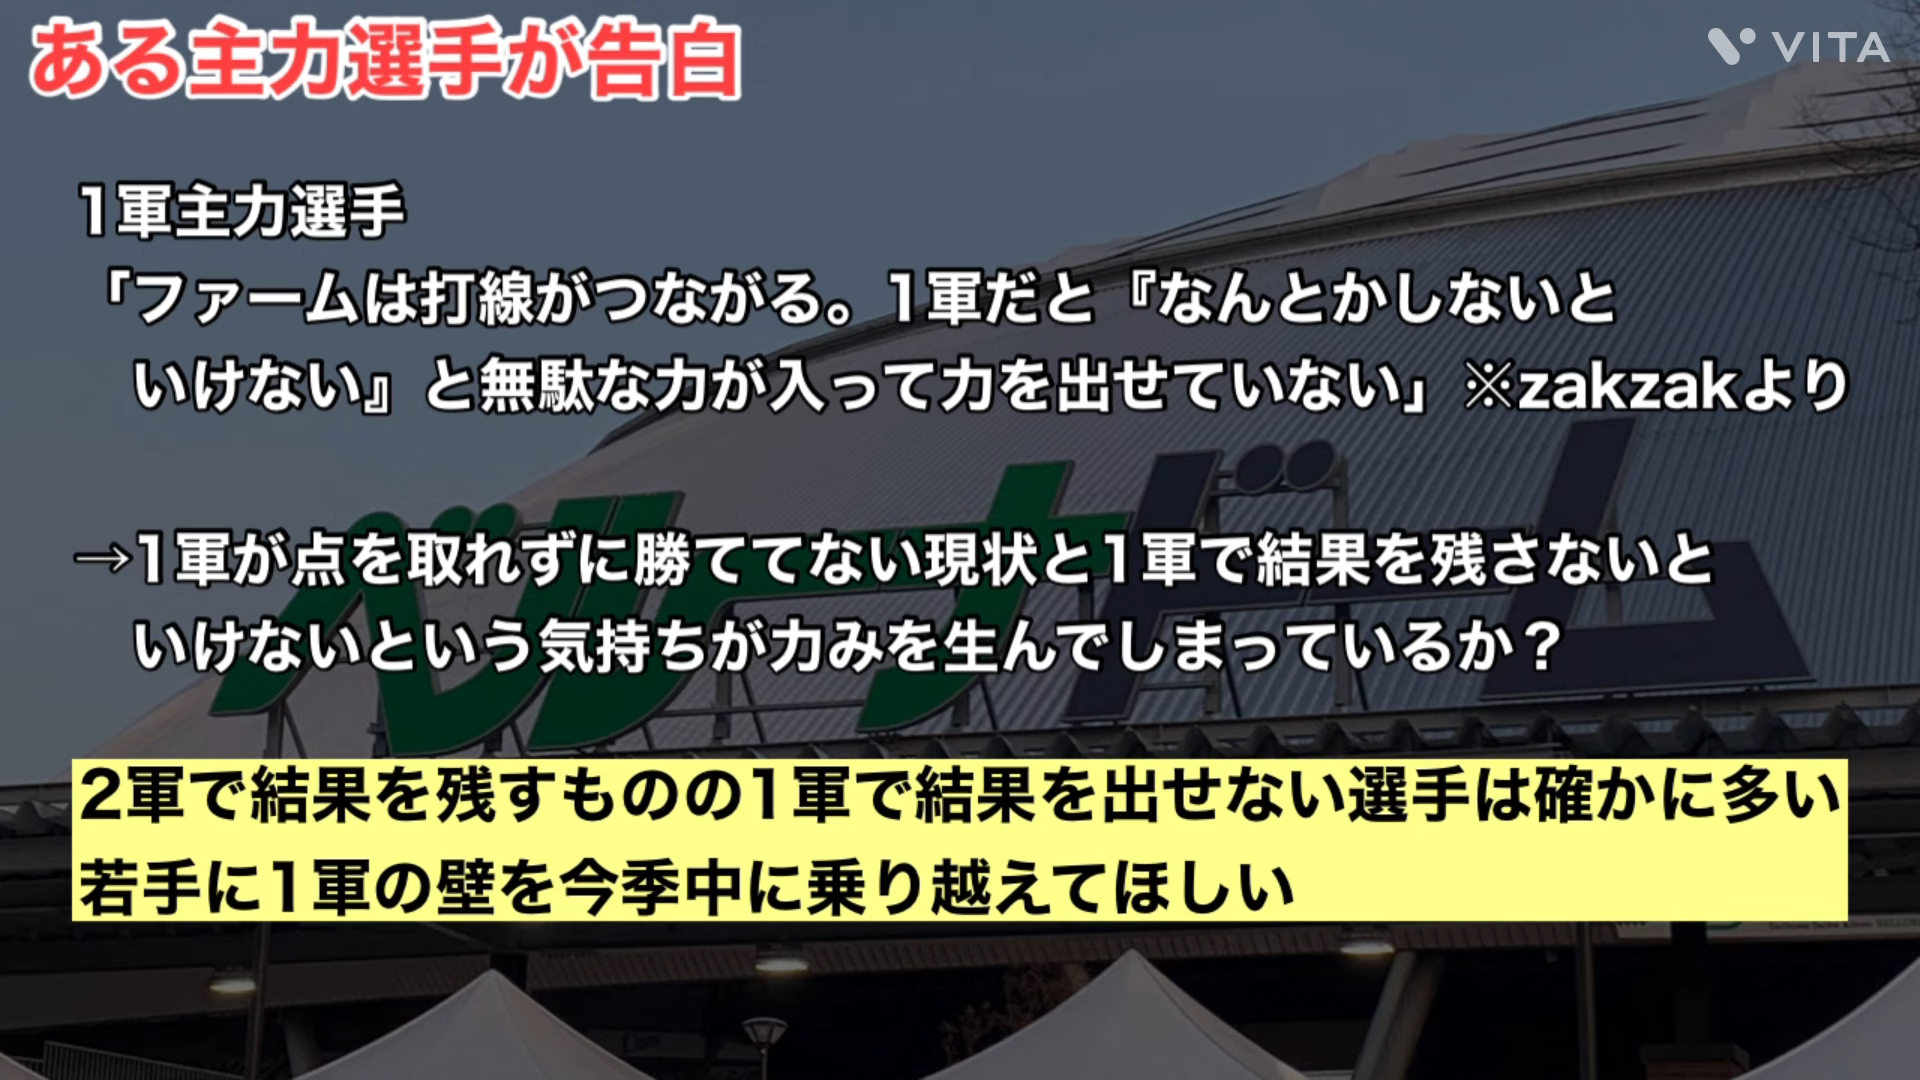 ある主力選手が告白
VITA
1軍主力選手
「ファームは打線がつながる。1軍だと『なんとかしないと
いけない』と無駄な力が入って力を出せていない」※zakzakより
→1軍が点を取れずに勝ててない現状と1軍で結果を残さないと
いけないという気持ちが力みを生んでしまっているか？
ベルーナドーム
2軍で結果を残すものの1軍で結果を出せない選手は確かに多い
若手に1軍の壁を今季中に乗り越えてほしい